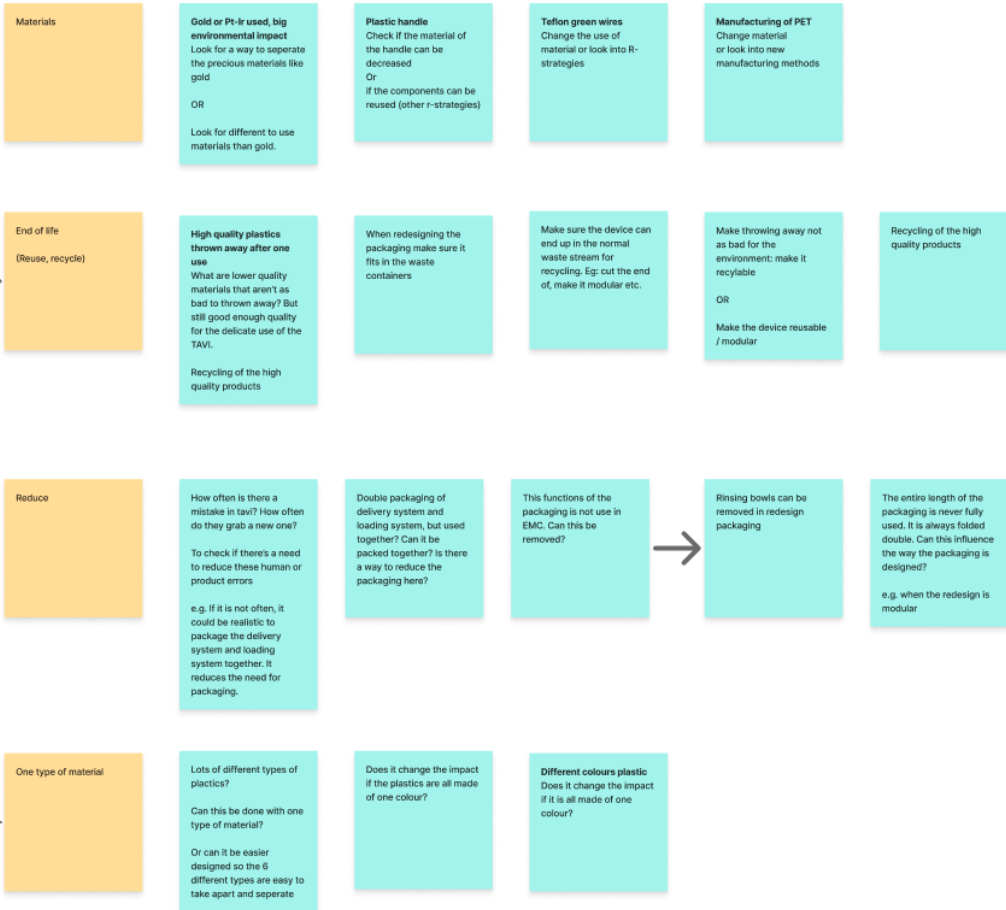 Materials
Gold or Pt-Ir used, big
environmental impact
Look for a way to seperate
the precious materials like
gold
OR
Look for different to use
materials than gold.
Plastic handle
Check if the material of
the handle can be
decreased
Or
if the components can be
reused (other r-strategies)
Teflon green wires
Change the use of
material or look into R-
strategies
Manufacturing of PET
Change material
or look into new
manufacturing methods
End of life
(Reuse, recycle)
High quality plastics
thrown away after one
use
What are lower quality
materials that aren't as
bad to thrown away? But
still good enough quality
for the delicate use of the
TAVI.
Recycling of the high
quality products
When redesigning the
packaging make sure it
fits in the waste
containers
Make sure the device can
end up in the normal
waste stream for
recycling. Eg: cut the end
of, make it modular etc.
Make throwing away not
as bad for the
environment: make it
recylable
OR
Make the device reusable
/ modular
Recycling of the high
quality products
Reduce
How often is there a
mistake in tavi? How often
do they grab a new one?
To check if there's a need
to reduce these human or
product errors
e.g. If it is not often, it
could be realistic to
package the delivery
system and loading
system together. It
reduces the need for
packaging.
Double packaging of
delivery system and
loading system, but used
together? Can it be
packed together? Is there
a way to reduce the
packaging here?
This functions of the
packaging is not use in
EMC. Can this be
removed?
Rinsing bowls can be
removed in redesign
packaging
The entire length of the
packaging is never fully
used. It is always folded
double. Can this influence
the way the packaging is
designed?
e.g. when the redesign is
modular
One type of material
Lots of different types of
plactics?
Can this be done with one
type of material?
Or can it be easier
designed so the 6
different types are easy to
take apart and seperate
Does it change the impact
if the plastics are all made
of one colour?
Different colours plastic
Does it change the impact
if it is all made of one
colour?